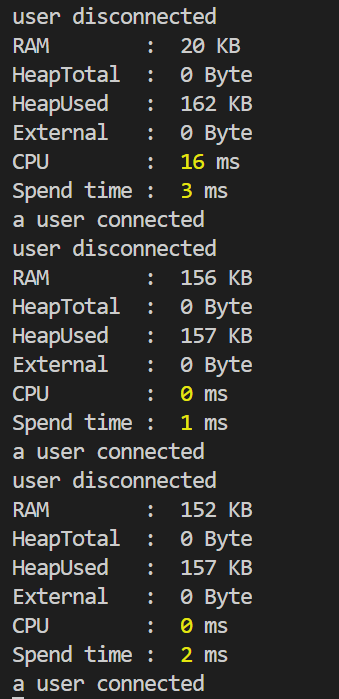 user disconnected
RAM        :  20 KB
HeapTotal  :  0 Byte
HeapUsed   :  162 KB
External   :  0 Byte
CPU        :  16 ms
Spend time :  3 ms
a user connected
user disconnected
RAM        :  156 KB
HeapTotal  :  0 Byte
HeapUsed   :  157 KB
External   :  0 Byte
CPU        :  0 ms
Spend time :  1 ms
a user connected
user disconnected
RAM        :  152 KB
HeapTotal  :  0 Byte
HeapUsed   :  157 KB
External   :  0 Byte
CPU        :  0 ms
Spend time :  2 ms
a user connected